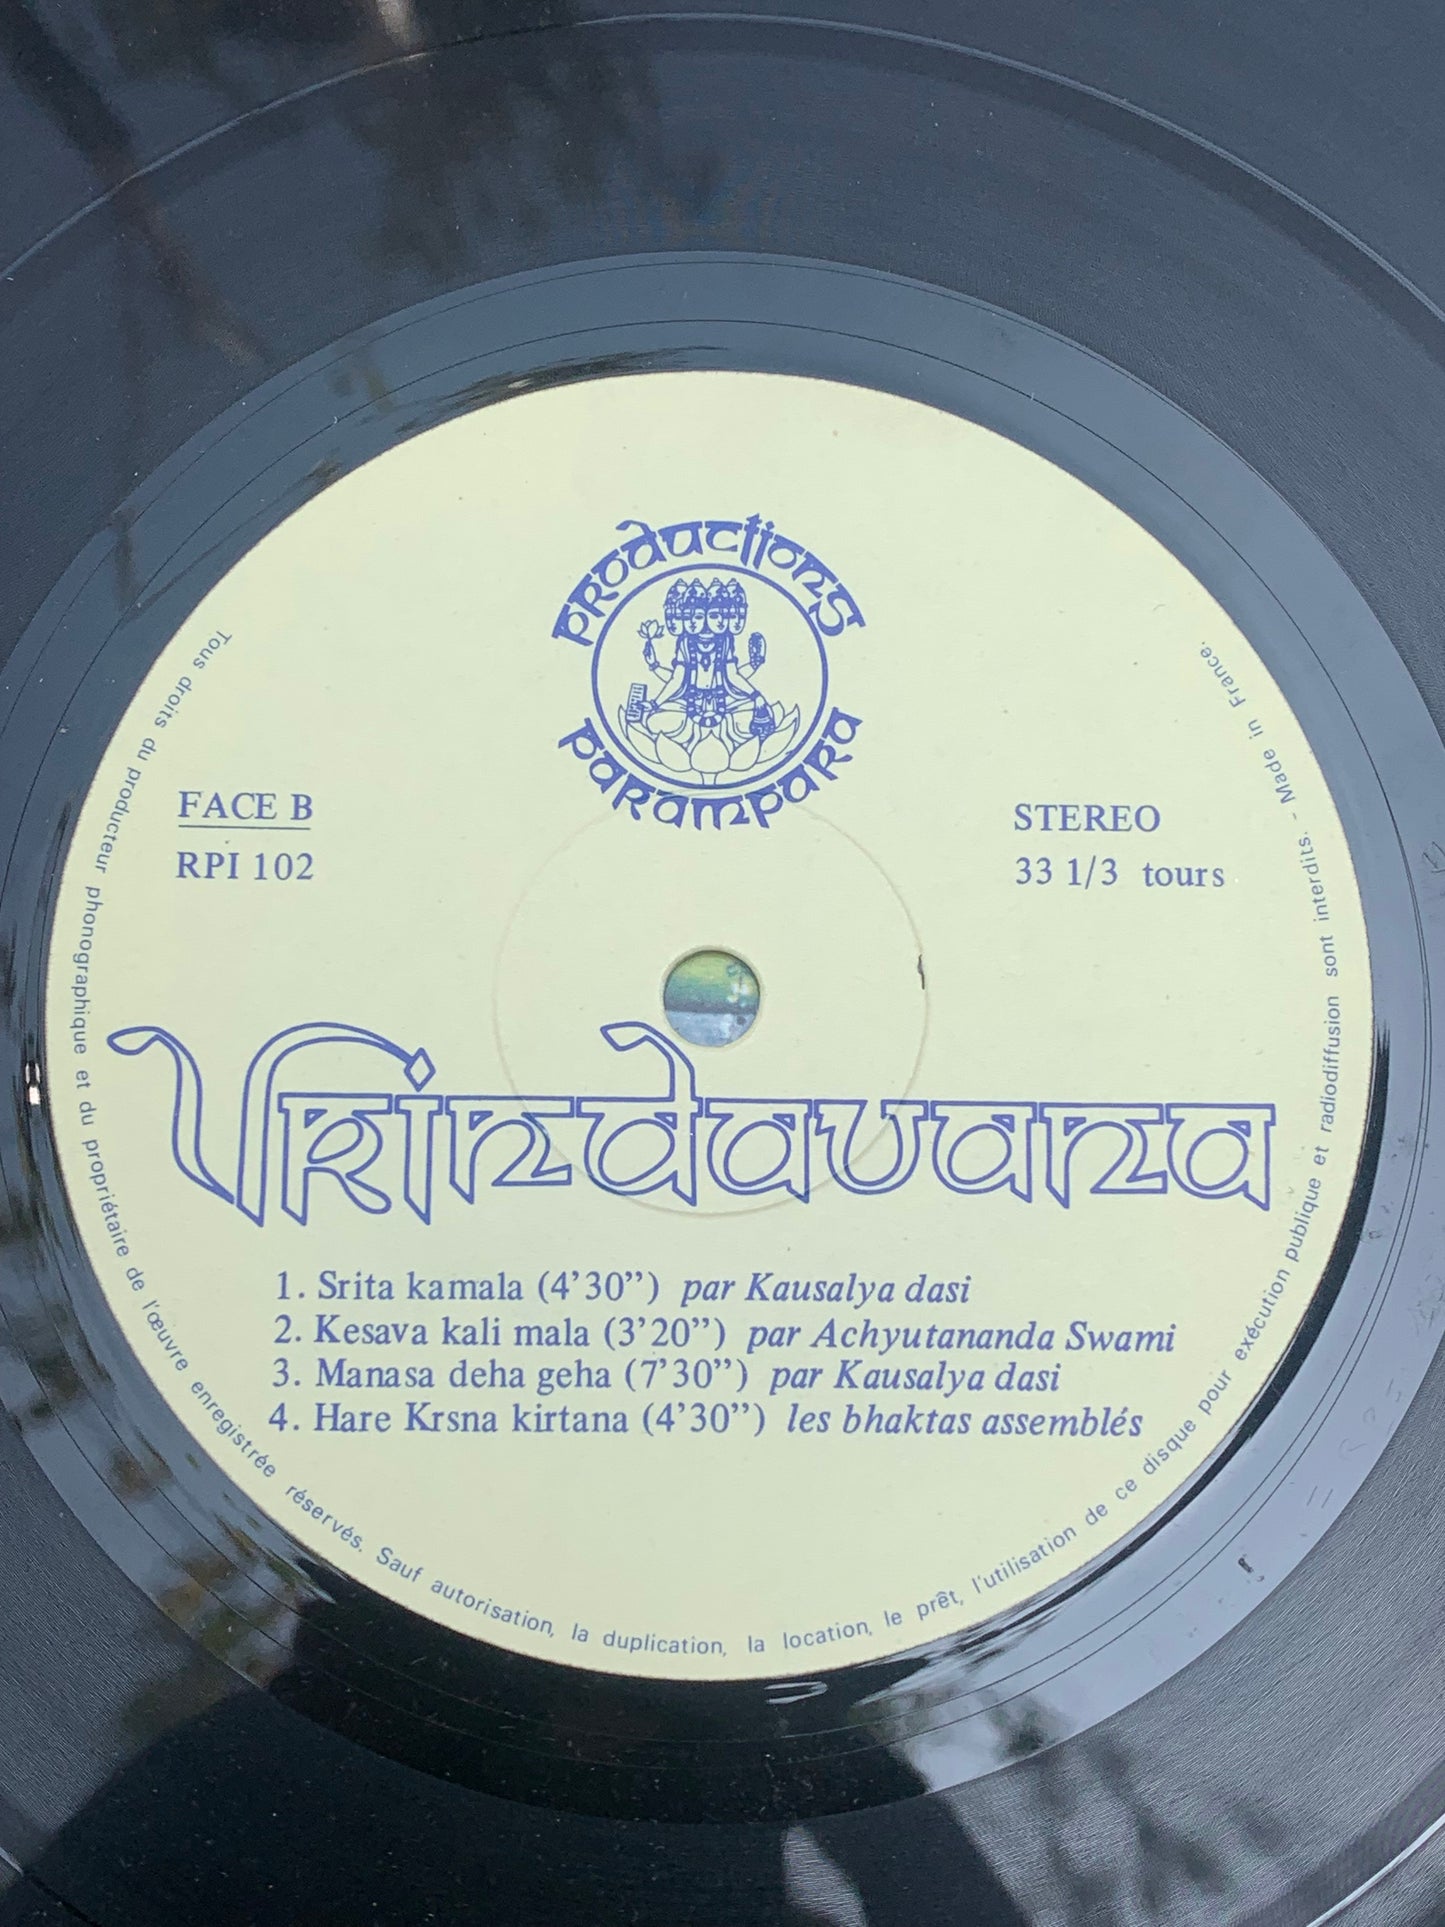 PRODUCTIONS
PARAMPARA
FACE B
RPI 102
STEREO
33 1/3 tours
Vrindavana
1. Srita kamala (4’30”) par Kausalya dasi
2. Kesava kali mala (3’20”) par Achyutananda Swami
3. Manasa deha geha (7’30”) par Kausalya dasi
4. Hare Krsna kirtana (4’30”) les bhaktas assemblés
Tous droits du producteur phonographique et du propriétaire de l’œuvre enregistrée réservés. Sauf autorisation, la duplication, la location, le prêt, l’utilisation de ce disque pour exécution publique et radiodiffusion sont interdits. - Made in France.